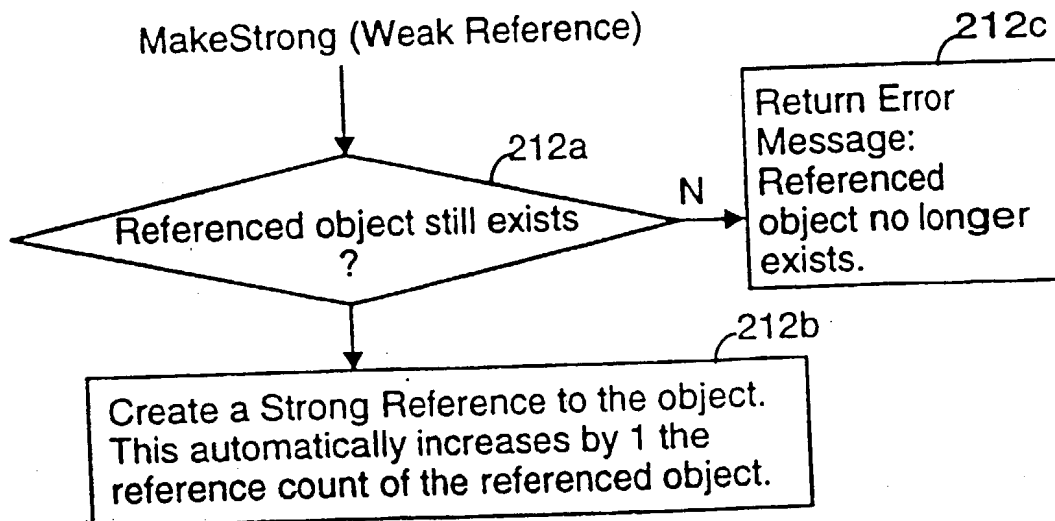 MakeStrong (Weak Reference)
212a
Referenced object still exists
?
N
212c
Return Error
Message:
Referenced
object no longer
exists.
212b
Create a Strong Reference to the object.
This automatically increases by 1 the
reference count of the referenced object.